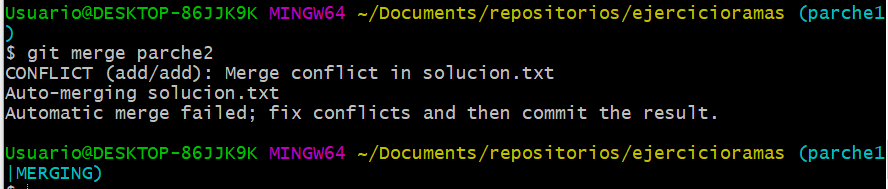 Usuario@DESKTOP-86JJK9K MINGW64 ~/Documents/repositorios/ejercicioramas (parche1
)
$ git merge parche2
CONFLICT (add/add): Merge conflict in solucion.txt
Auto-merging solucion.txt
Automatic merge failed; fix conflicts and then commit the result.
Usuario@DESKTOP-86JJK9K MINGW64 ~/Documents/repositorios/ejercicioramas (parche1
|MERGING)
$